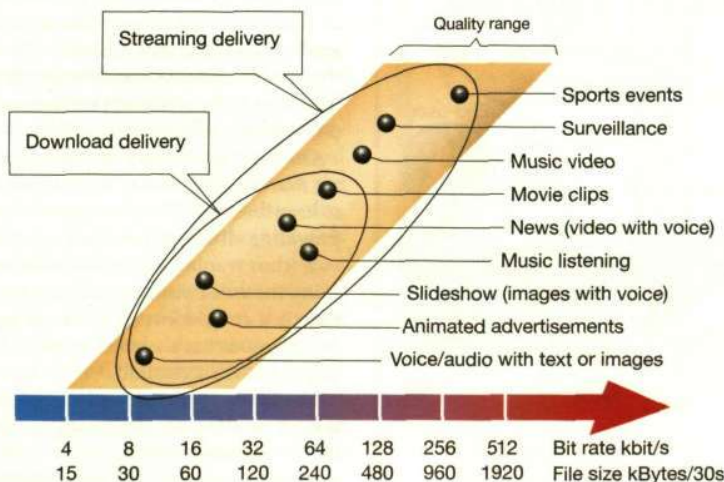 Streaming delivery
Quality range
Download delivery
Sports events
Surveillance
Music video
Movie clips
News (video with voice)
Music listening
Slideshow (images with voice)
Animated advertisements
Voice/audio with text or images
4 8 16 32 64 128 256 512 Bit rate kbit/s
15 30 60 120 240 480 960 1920 File size kBytes/30s